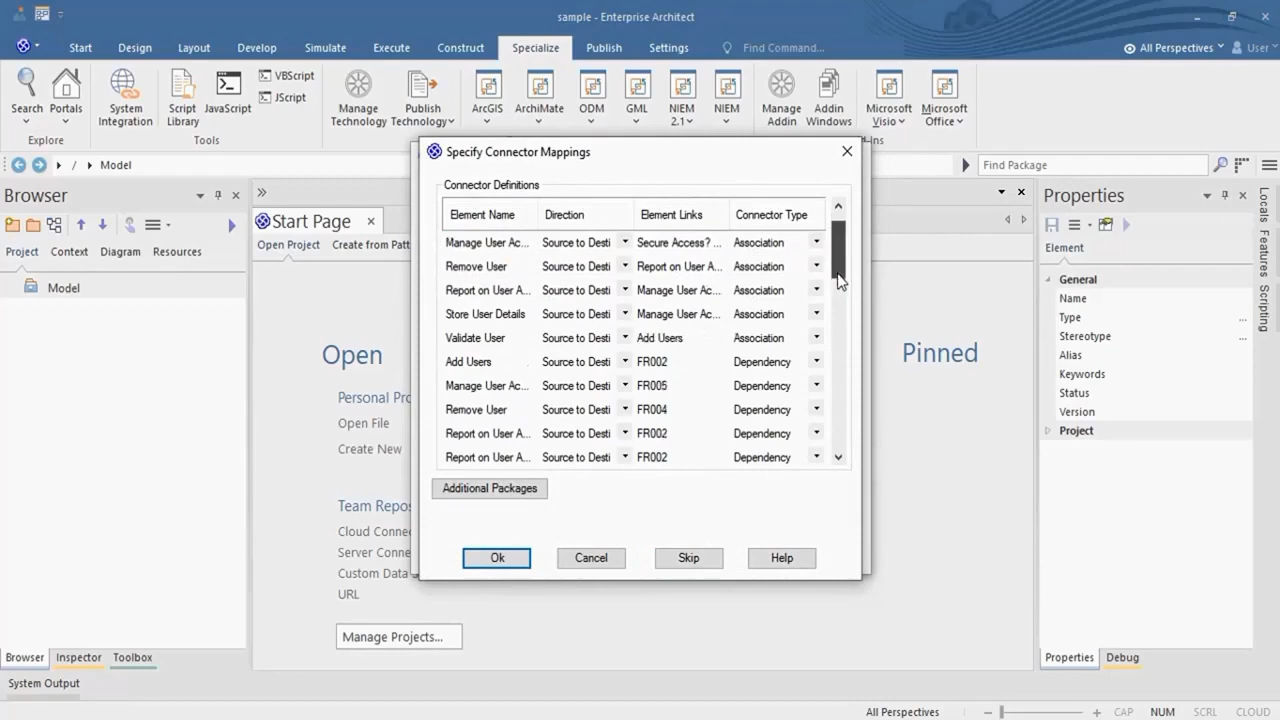 sample - Enterprise Architect
Start Design Layout Develop Simulate Execute Construct Specialize Publish Settings Find Command... All Perspectives User
Search Portals System Integration Script Library JavaScript VBScript JScript Manage Technology Publish Technology ArcGIS ArchiMate ODM GML NIEM 2.1 NIEM Manage Addin Addin Windows Microsoft Visio Microsoft Office
Explore Tools ins
/ Model Find Package
Specify Connector Mappings
Browser
Start Page
Properties
Project Context Diagram Resources
Open Project Create from Patt
Element
Model
Open
Personal Pro
Open File
Create New
Team Repos
Cloud Conne
Server Conne
Custom Data
URL
Manage Projects...
Pinned
Connector Definitions
Element Name Direction Element Links Connector Type
Manage User Ac... Source to Desti Secure Access? ... Association
Remove User Source to Desti Report on User A... Association
Report on User A... Source to Desti Manage User Ac... Association
Store User Details Source to Desti Manage User Ac... Association
Validate User Source to Desti Add Users Association
Add Users Source to Desti FR002 Dependency
Manage User Ac... Source to Desti FR005 Dependency
Remove User Source to Desti FR004 Dependency
Report on User A... Source to Desti FR002 Dependency
Report on User A... Source to Desti FR002 Dependency
Additional Packages
Ok Cancel Skip Help
General
Name
Type ...
Stereotype ...
Alias
Keywords
Status
Version
Project
Locals
Features
Scripting
Browser Inspector Toolbox
Properties Debug
System Output
All Perspectives CAP NUM SCRL CLOUD